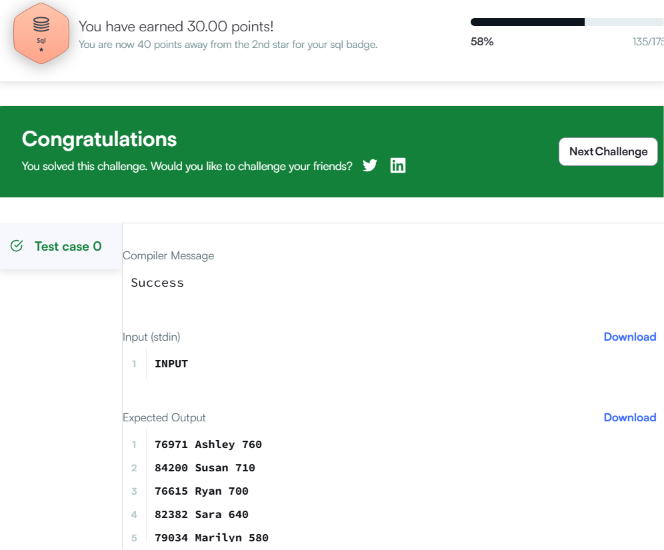 You have earned 30.00 points!
Sql
You are now 40 points away from the 2nd star for your sql badge.
58%
135/175
Congratulations
You solved this challenge. Would you like to challenge your friends?
Next Challenge
Test case 0
Compiler Message
Success
Input (stdin)
Download
1 INPUT
Expected Output
Download
1 76971 Ashley 760
2 84200 Susan 710
3 76615 Ryan 700
4 82382 Sara 640
5 79034 Marilyn 580